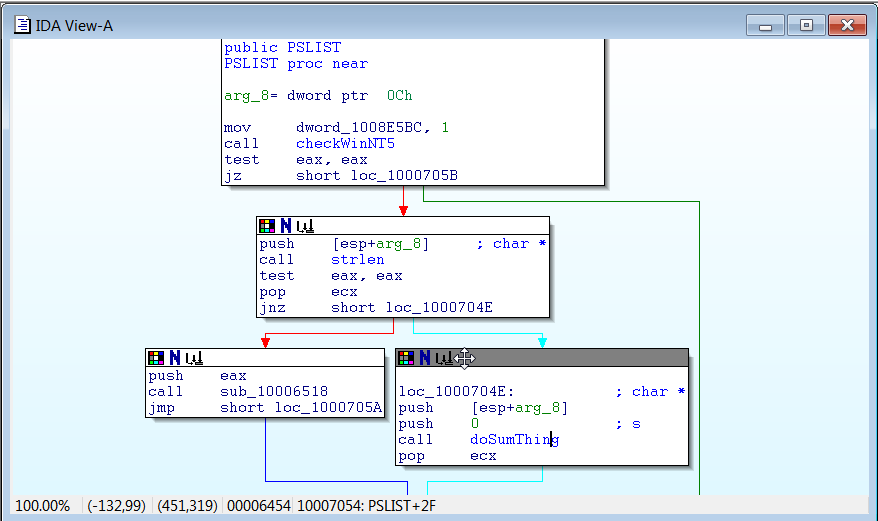 IDA View-A
public PSLIST
PSLIST proc near
arg_8= dword ptr  0Ch
mov     dword_1008E5BC, 1
call    checkWinNT5
test    eax, eax
jz      short loc_1000705B
N
push    [esp+arg_8]     ; char *
call    strlen
test    eax, eax
pop     ecx
jnz     short loc_1000704E
N
push    eax
call    sub_10006518
jmp     short loc_1000705A
N
loc_1000704E:           ; char *
push    [esp+arg_8]
push    0               ; s
call    doSumThing
pop     ecx
100.00% (-132,99) (451,319) 00006454 10007054: PSLIST+2F